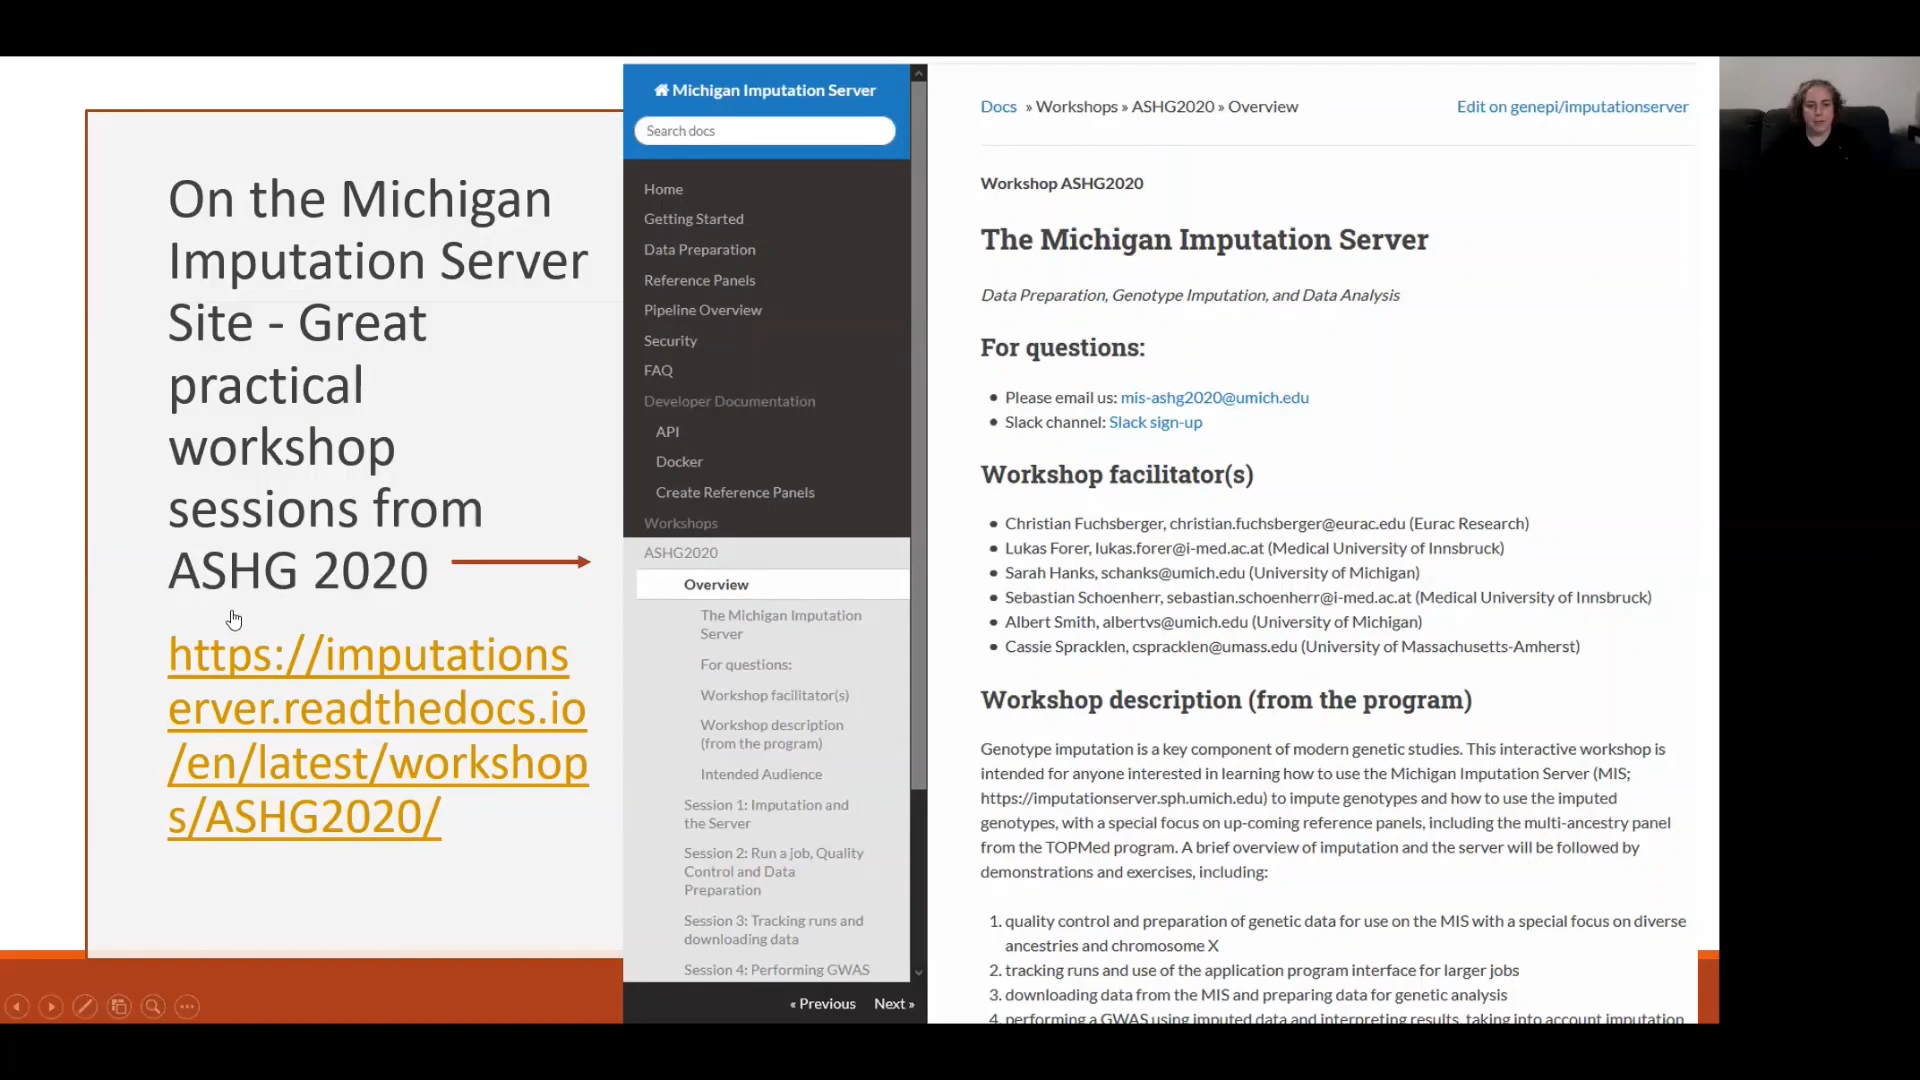 On the Michigan
Imputation Server
Site - Great
practical
workshop
sessions from
ASHG 2020
https://imputations
erver.readthedocs.io
/en/latest/workshop
s/ASHG2020/
Michigan Imputation Server
Search docs
Home
Getting Started
Data Preparation
Reference Panels
Pipeline Overview
Security
FAQ
Developer Documentation
API
Docker
Create Reference Panels
Workshops
ASHG2020
Overview
The Michigan Imputation
Server
For questions:
Workshop facilitator(s)
Workshop description
(from the program)
Intended Audience
Session 1: Imputation and
the Server
Session 2: Run a job, Quality
Control and Data
Preparation
Session 3: Tracking runs and
downloading data
Session 4: Performing GWAS
« Previous Next »
Docs » Workshops » ASHG2020 » Overview
Edit on genepi/imputationserver
Workshop ASHG2020
The Michigan Imputation Server
Data Preparation, Genotype Imputation, and Data Analysis
For questions:
• Please email us: mis-ashg2020@umich.edu
• Slack channel: Slack sign-up
Workshop facilitator(s)
• Christian Fuchsberger, christian.fuchsberger@eurac.edu (Eurac Research)
• Lukas Forer, lukas.forer@i-med.ac.at (Medical University of Innsbruck)
• Sarah Hanks, schanks@umich.edu (University of Michigan)
• Sebastian Schoenherr, sebastian.schoenherr@i-med.ac.at (Medical University of Innsbruck)
• Albert Smith, albertvs@umich.edu (University of Michigan)
• Cassie Spracklen, cspracklen@umass.edu (University of Massachusetts-Amherst)
Workshop description (from the program)
Genotype imputation is a key component of modern genetic studies. This interactive workshop is
intended for anyone interested in learning how to use the Michigan Imputation Server (MIS;
https://imputationserver.sph.umich.edu) to impute genotypes and how to use the imputed
genotypes, with a special focus on up-coming reference panels, including the multi-ancestry panel
from the TOPMed program. A brief overview of imputation and the server will be followed by
demonstrations and exercises, including:
1. quality control and preparation of genetic data for use on the MIS with a special focus on diverse
ancestries and chromosome X
2. tracking runs and use of the application program interface for larger jobs
3. downloading data from the MIS and preparing data for genetic analysis
4. performing a GWAS using imputed data and interpreting results, taking into account imputation